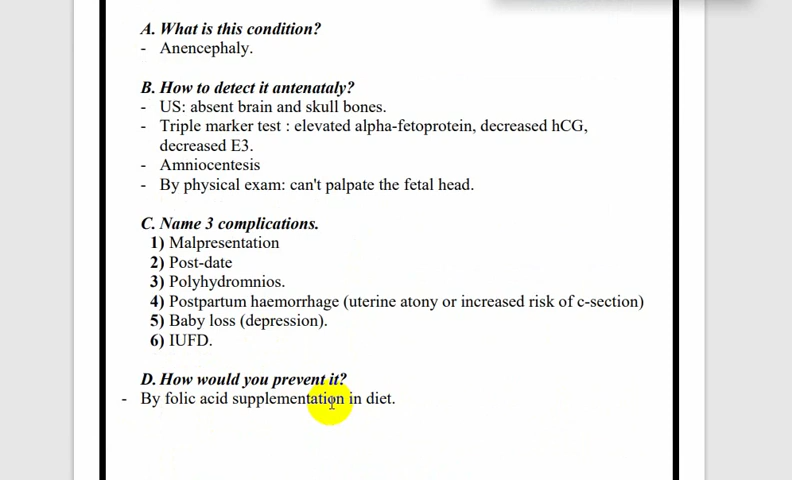 A. What is this condition?
- Anencephaly.
B. How to detect it antenataly?
- US: absent brain and skull bones.
- Triple marker test : elevated alpha-fetoprotein, decreased hCG,
decreased E3.
- Amniocentesis
- By physical exam: can't palpate the fetal head.
C. Name 3 complications.
1) Malpresentation
2) Post-date
3) Polyhydromnios.
4) Postpartum haemorrhage (uterine atony or increased risk of c-section)
5) Baby loss (depression).
6) IUFD.
D. How would you prevent it?
- By folic acid supplementation in diet.